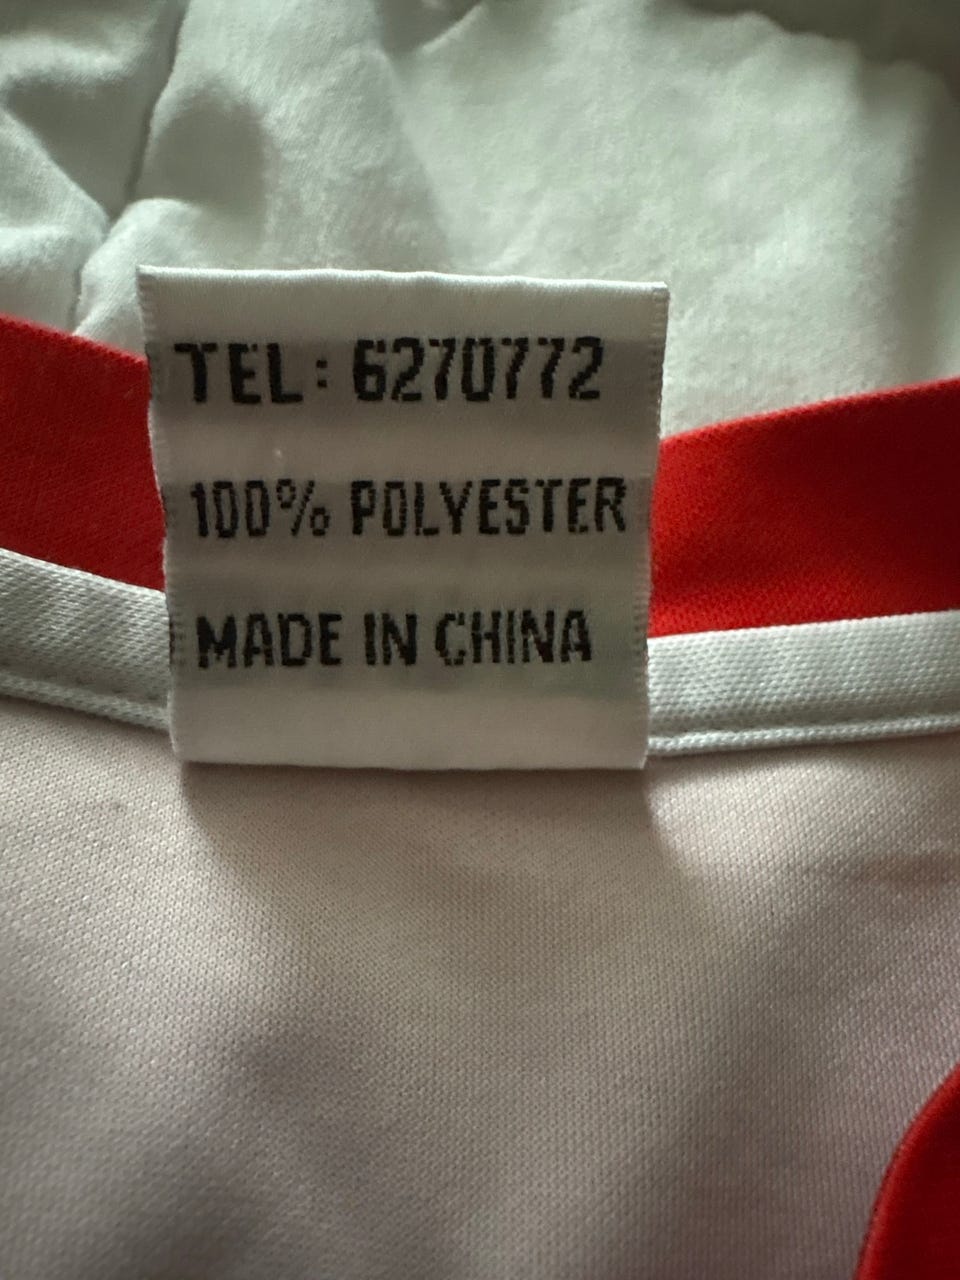 TEL: 6270772
100% POLYESTER
MADE IN CHINA